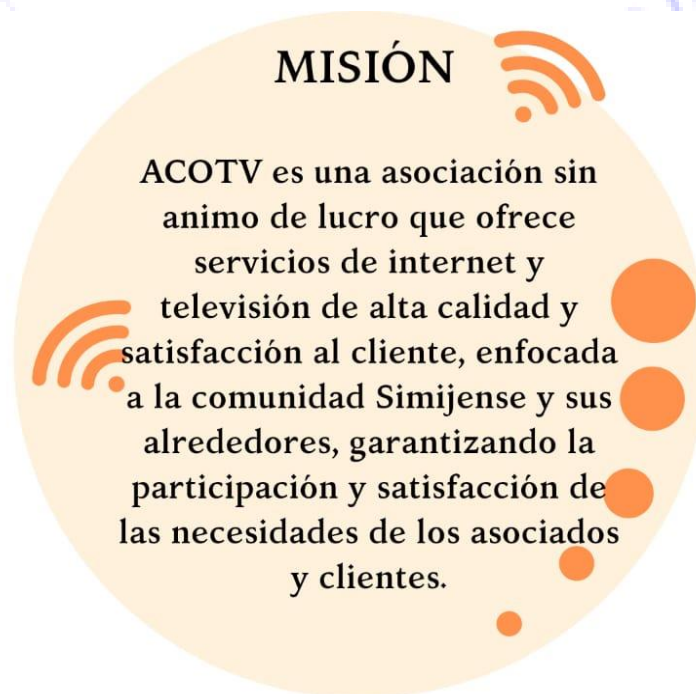 MISIÓN
ACOTV es una asociación sin
animo de lucro que ofrece
servicios de internet y
televisión de alta calidad y
satisfacción al cliente, enfocada
a la comunidad Simijense y sus
alrededores, garantizando la
participación y satisfacción de
las necesidades de los asociados
y clientes.